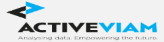 ACTIVEVIAM
Analysing data. Empowering the future.